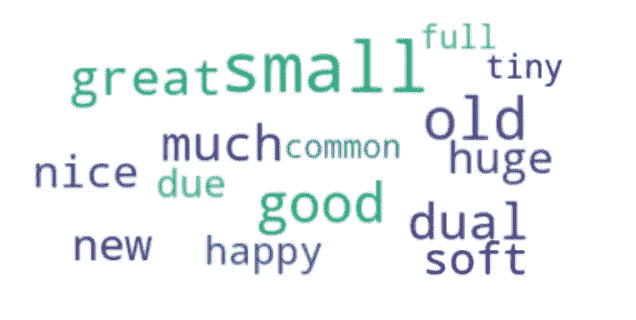 full
great small
tiny
old
much common
huge
nice due
good
dual
new happy
soft